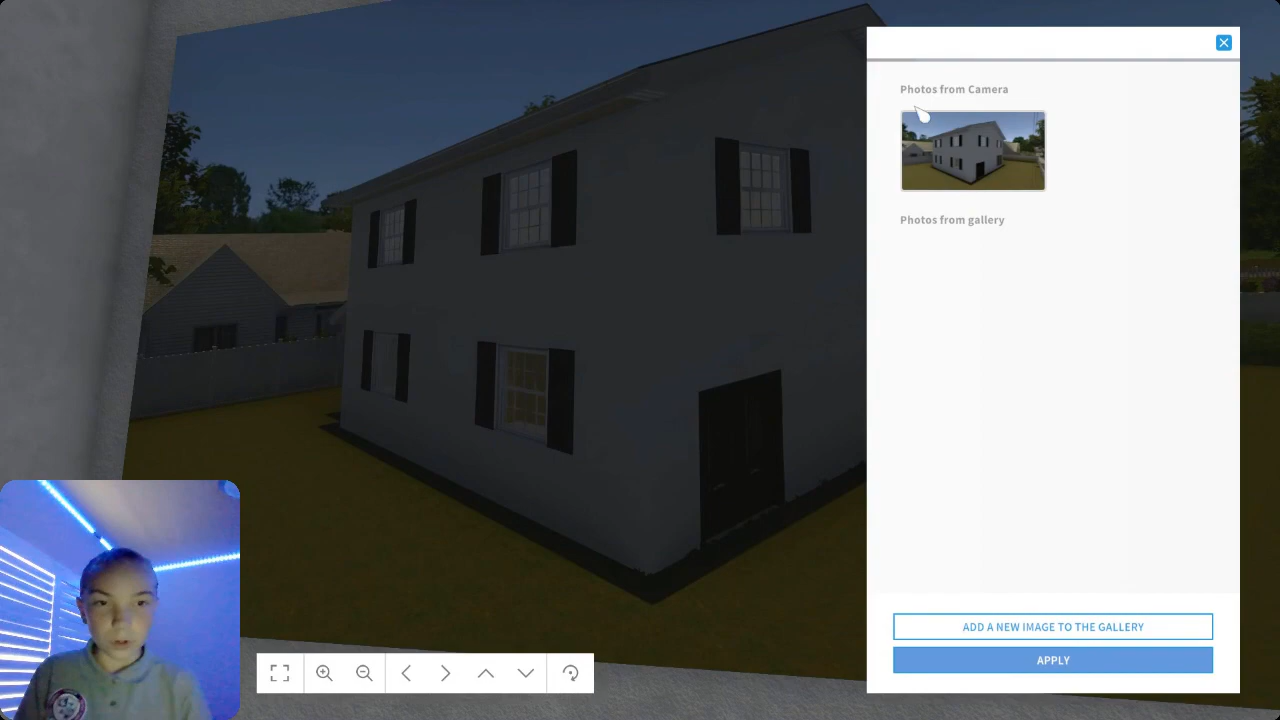 Photos from Camera
Photos from gallery
ADD A NEW IMAGE TO THE GALLERY
APPLY